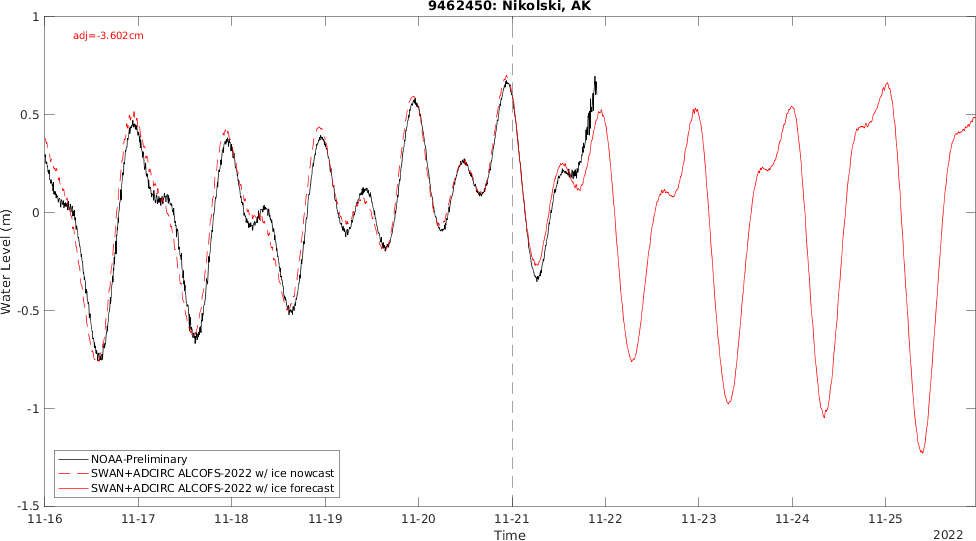 9462450: Nikolski, AK
adj=-3.602cm
Water Level (m)
1
0.5
0
-0.5
-1
-1.5
NOAA-Preliminary
SWAN+ADCIRC ALCOFS-2022 w/ ice nowcast
SWAN+ADCIRC ALCOFS-2022 w/ ice forecast
11-16 11-17 11-18 11-19 11-20 11-21 11-22 11-23 11-24 11-25
Time
2022